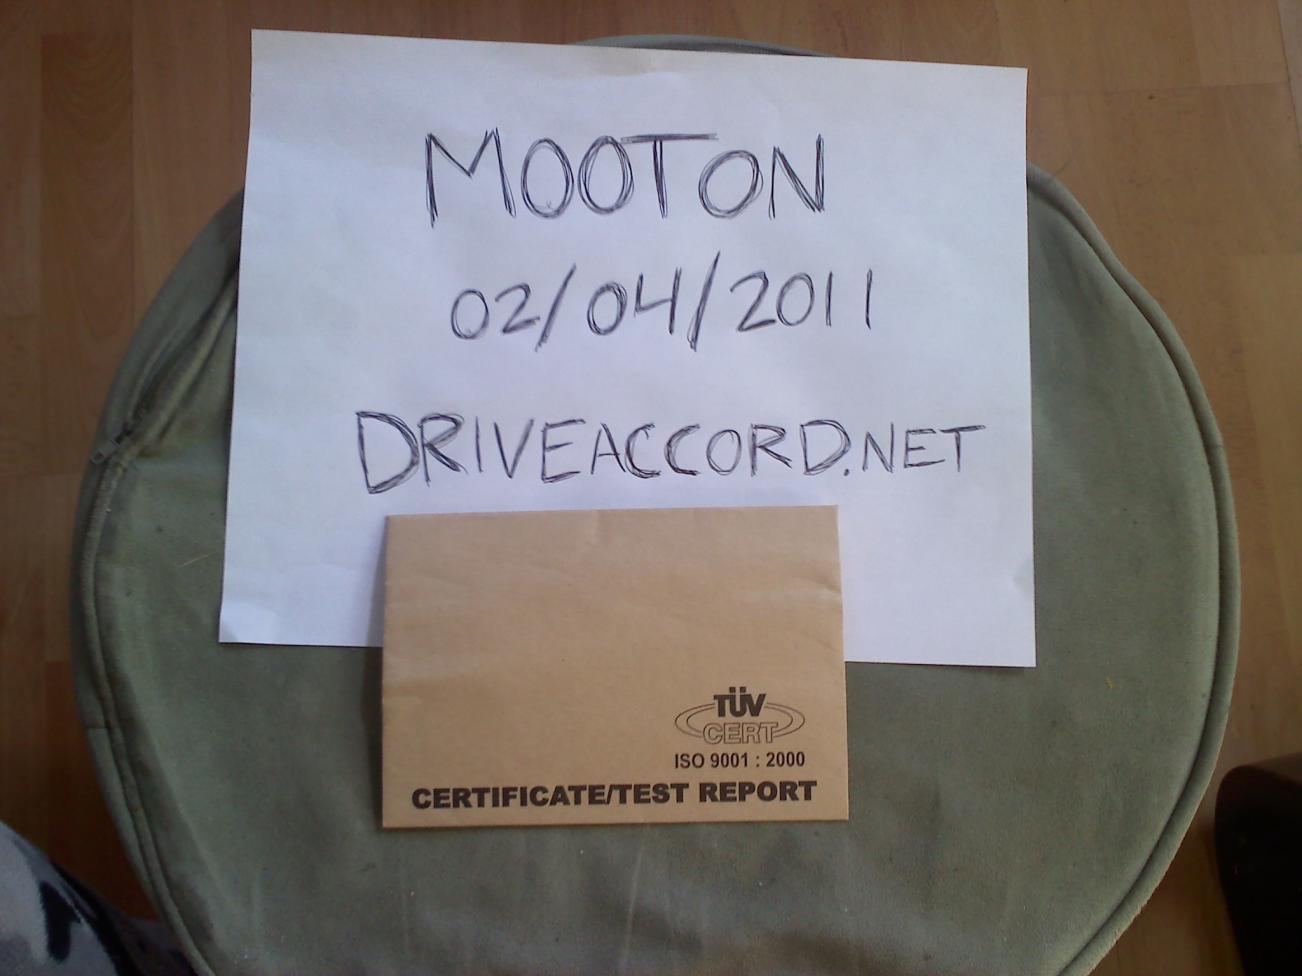 MOOTON
02/04/2011
DRIVEACCORD.NET
TÜV
CERT
ISO 9001 : 2000
CERTIFICATE/TEST REPORT